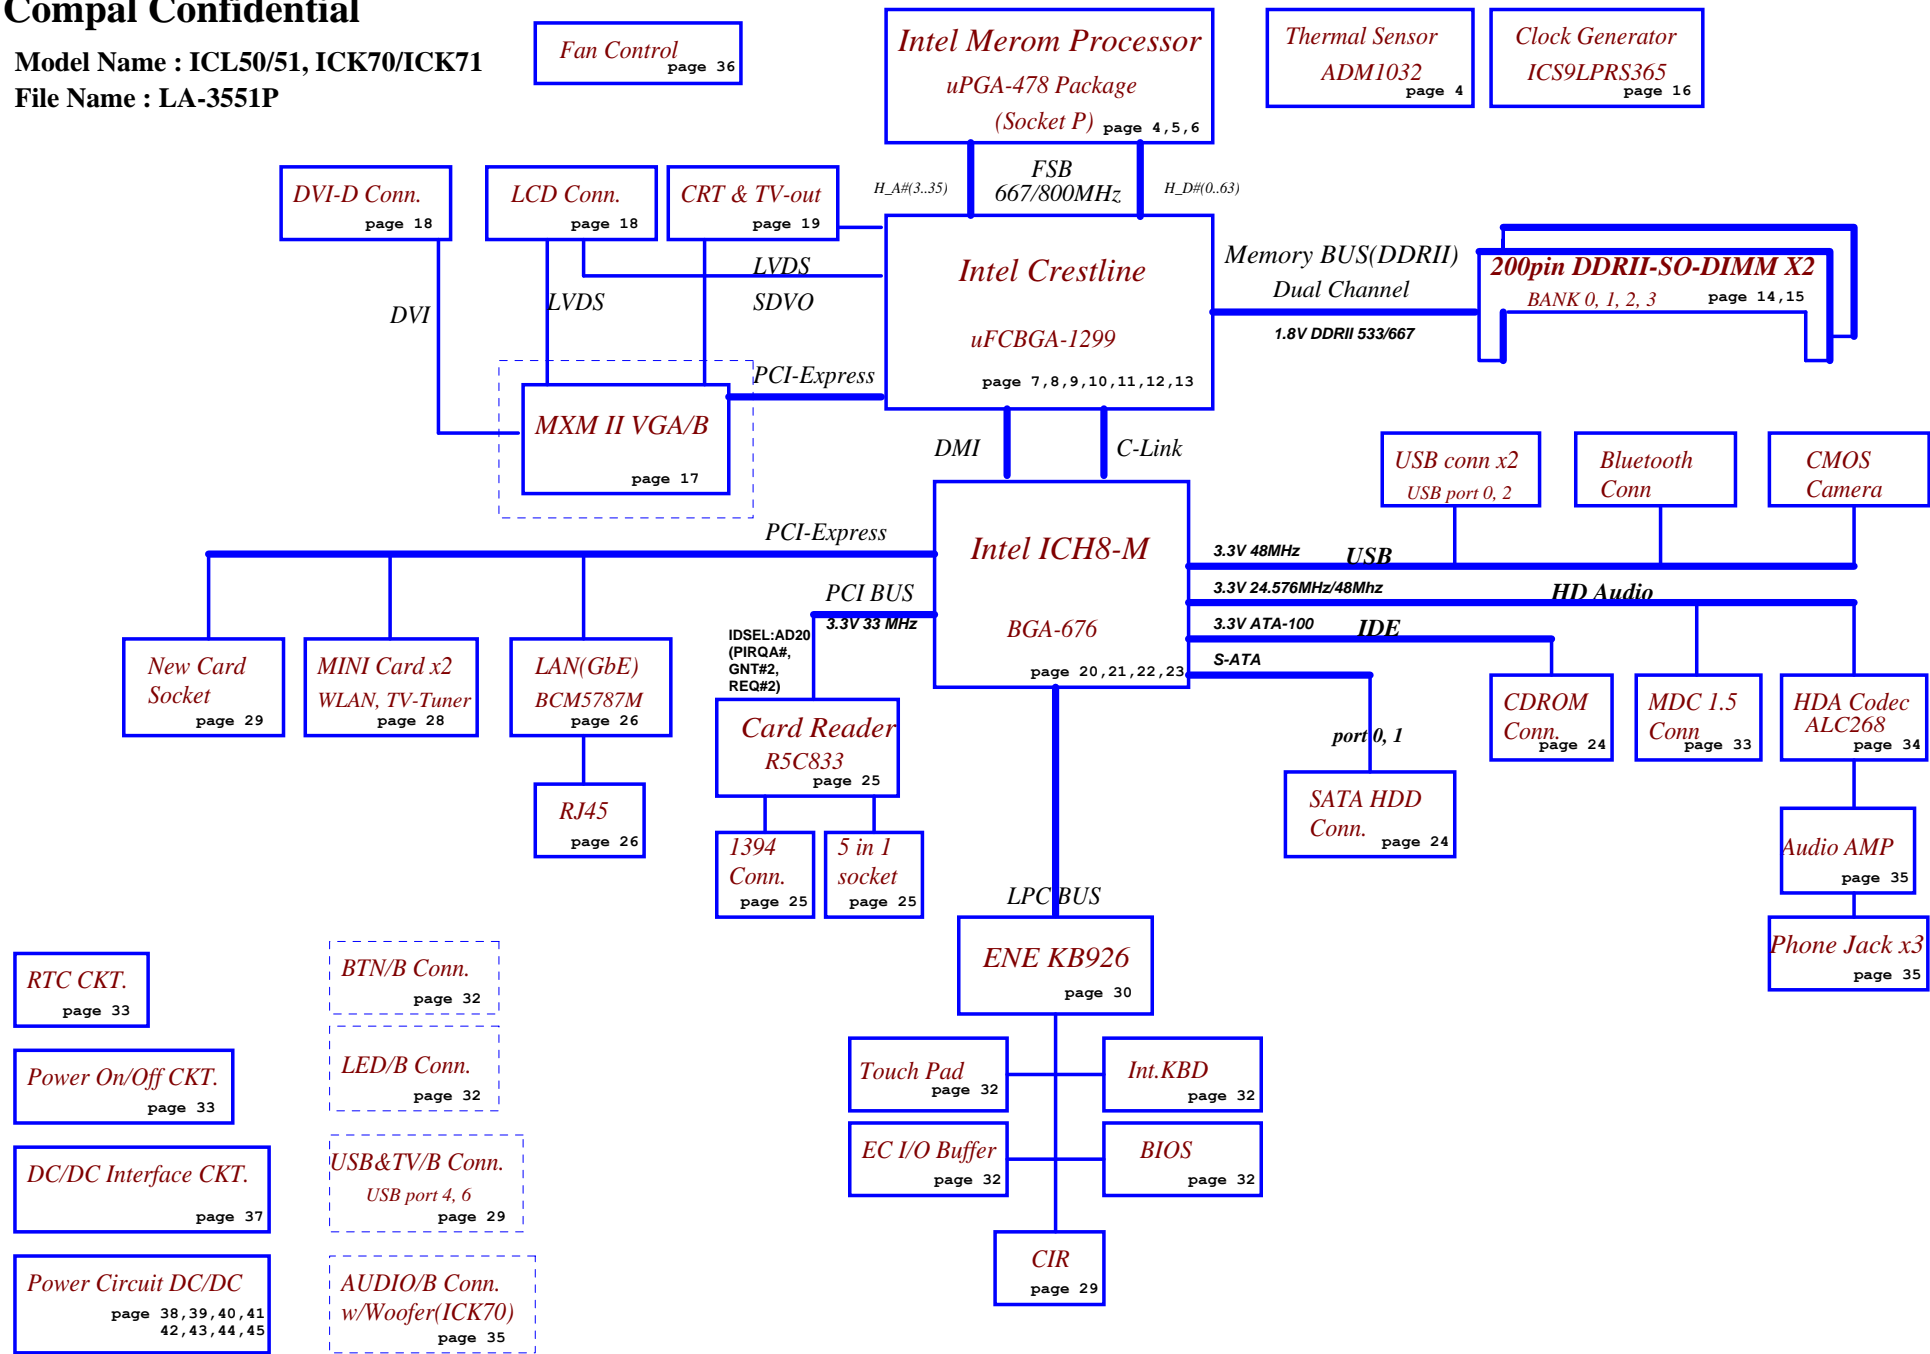 Compal Confidential
Model Name : ICL50/51, ICK70/ICK71
File Name : LA-3551P
Fan Control
page 36
Intel Merom Processor
uPGA-478 Package
(Socket P)
page 4,5,6
Thermal Sensor
ADM1032
page 4
Clock Generator
ICS9LPRS365
page 16
H_A#(3..35)
FSB
667/800MHz
H_D#(0..63)
DVI-D Conn.
page 18
LCD Conn.
page 18
CRT & TV-out
page 19
LVDS
SDVO
LVDS
DVI
Intel Crestline
uFCBGA-1299
page 7,8,9,10,11,12,13
Memory BUS(DDRII)
Dual Channel
1.8V DDRII 533/667
200pin DDRII-SO-DIMM X2
BANK 0, 1, 2, 3
page 14,15
PCI-Express
MXM II VGA/B
page 17
DMI
C-Link
USB conn x2
USB port 0, 2
Bluetooth
Conn
CMOS
Camera
PCI-Express
Intel ICH8-M
BGA-676
page 20,21,22,23
3.3V 48MHz
USB
3.3V 24.576MHz/48Mhz
HD Audio
3.3V ATA-100
IDE
S-ATA
PCI BUS
3.3V 33 MHz
IDSEL:AD20
(PIRQA#,
GNT#2,
REQ#2)
New Card
Socket
page 29
MINI Card x2
WLAN, TV-Tuner
page 28
LAN(GbE)
BCM5787M
page 26
RJ45
page 26
Card Reader
R5C833
page 25
1394
Conn.
page 25
5 in 1
socket
page 25
port 0, 1
SATA HDD
Conn.
page 24
CDROM
Conn.
page 24
MDC 1.5
Conn
page 33
HDA Codec
ALC268
page 34
Audio AMP
page 35
Phone Jack x3
page 35
LPC BUS
ENE KB926
page 30
Touch Pad
page 32
Int.KBD
page 32
EC I/O Buffer
page 32
BIOS
page 32
CIR
page 29
RTC CKT.
page 33
Power On/Off CKT.
page 33
DC/DC Interface CKT.
page 37
Power Circuit DC/DC
page 38,39,40,41
42,43,44,45
BTN/B Conn.
page 32
LED/B Conn.
page 32
USB&TV/B Conn.
USB port 4, 6
page 29
AUDIO/B Conn.
w/Woofer(ICK70)
page 35